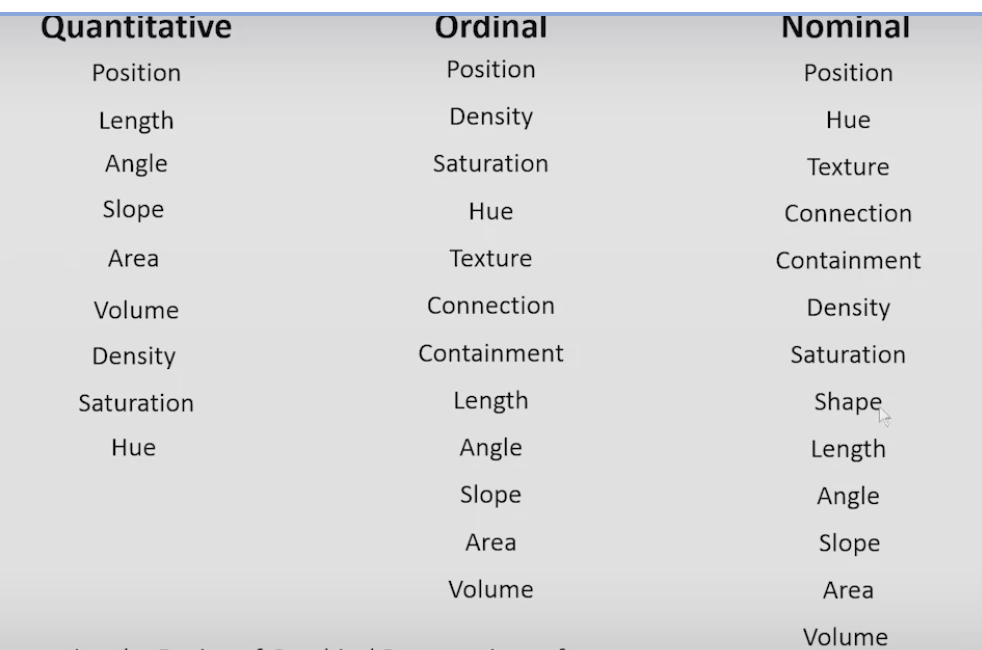 Quantitative Ordinal Nominal
Position Position Position
Length Density Hue
Angle Saturation Texture
Slope Hue Connection
Area Texture Containment
Volume Connection Density
Density Containment Saturation
Saturation Length Shape
Hue Angle Length
Slope Angle
Area Slope
Volume Area
Volume